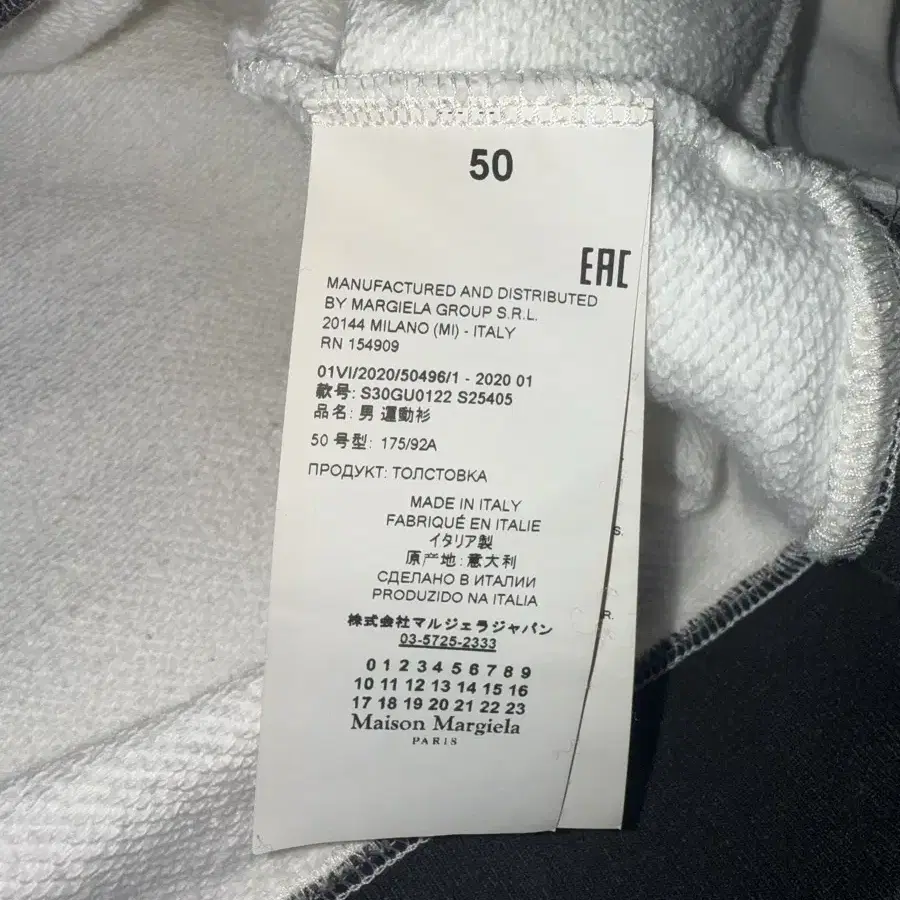 50
EAC
MANUFACTURED AND DISTRIBUTED
BY MARGIELA GROUP S.R.L.
20144 MILANO (MI) - ITALY
RN 154909
01VI/2020/50496/1 - 2020 01
款号: S30GU0122 S25405
品名: 男 運動衫
50 号型: 175/92A
ПРОДУКТ: ТОЛСТОВКА
MADE IN ITALY
FABRIQUÉ EN ITALIE
イタリア製
原产地: 意大利
СДЕЛАНО В ИТАЛИИ
PRODUZIDO NA ITALIA
株式会社マルジェラジャパン
03-5725-2333
0 1 2 3 4 5 6 7 8 9
10 11 12 13 14 15 16
17 18 19 20 21 22 23
Maison Margiela
PARIS
S.
R.